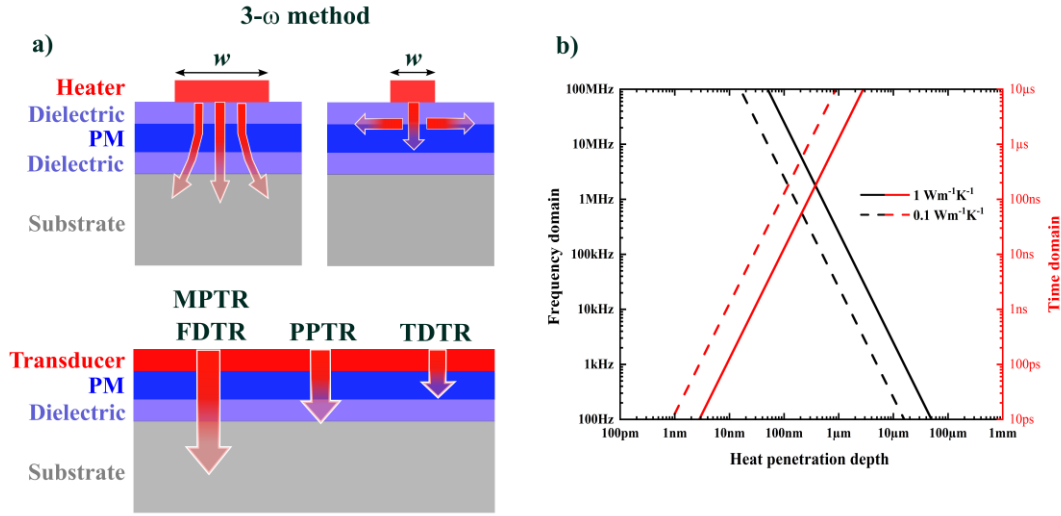 3-ω method
a)
w
w
Heater
Dielectric
PM
Dielectric
Substrate
MPTR
FDTR
PPTR
TDTR
Transducer
PM
Dielectric
Substrate
b)
100MHz
10MHz
1MHz
100kHz
10kHz
1kHz
100Hz
Frequency domain
10µs
1µs
100ns
10ns
1ns
100ps
10ps
Time domain
1 Wm⁻¹K⁻¹
0.1 Wm⁻¹K⁻¹
100pm 1nm 10nm 100nm 1µm 10µm 100µm 1mm
Heat penetration depth